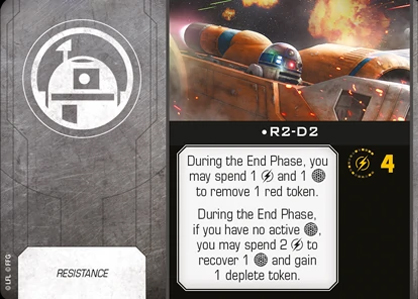 •R2-D2
During the End Phase, you
may spend 1 and 1
to remove 1 red token.
During the End Phase,
if you have no active ,
you may spend 2 to
recover 1 and gain
1 deplete token.
4
RESISTANCE
©LFL ©FFG